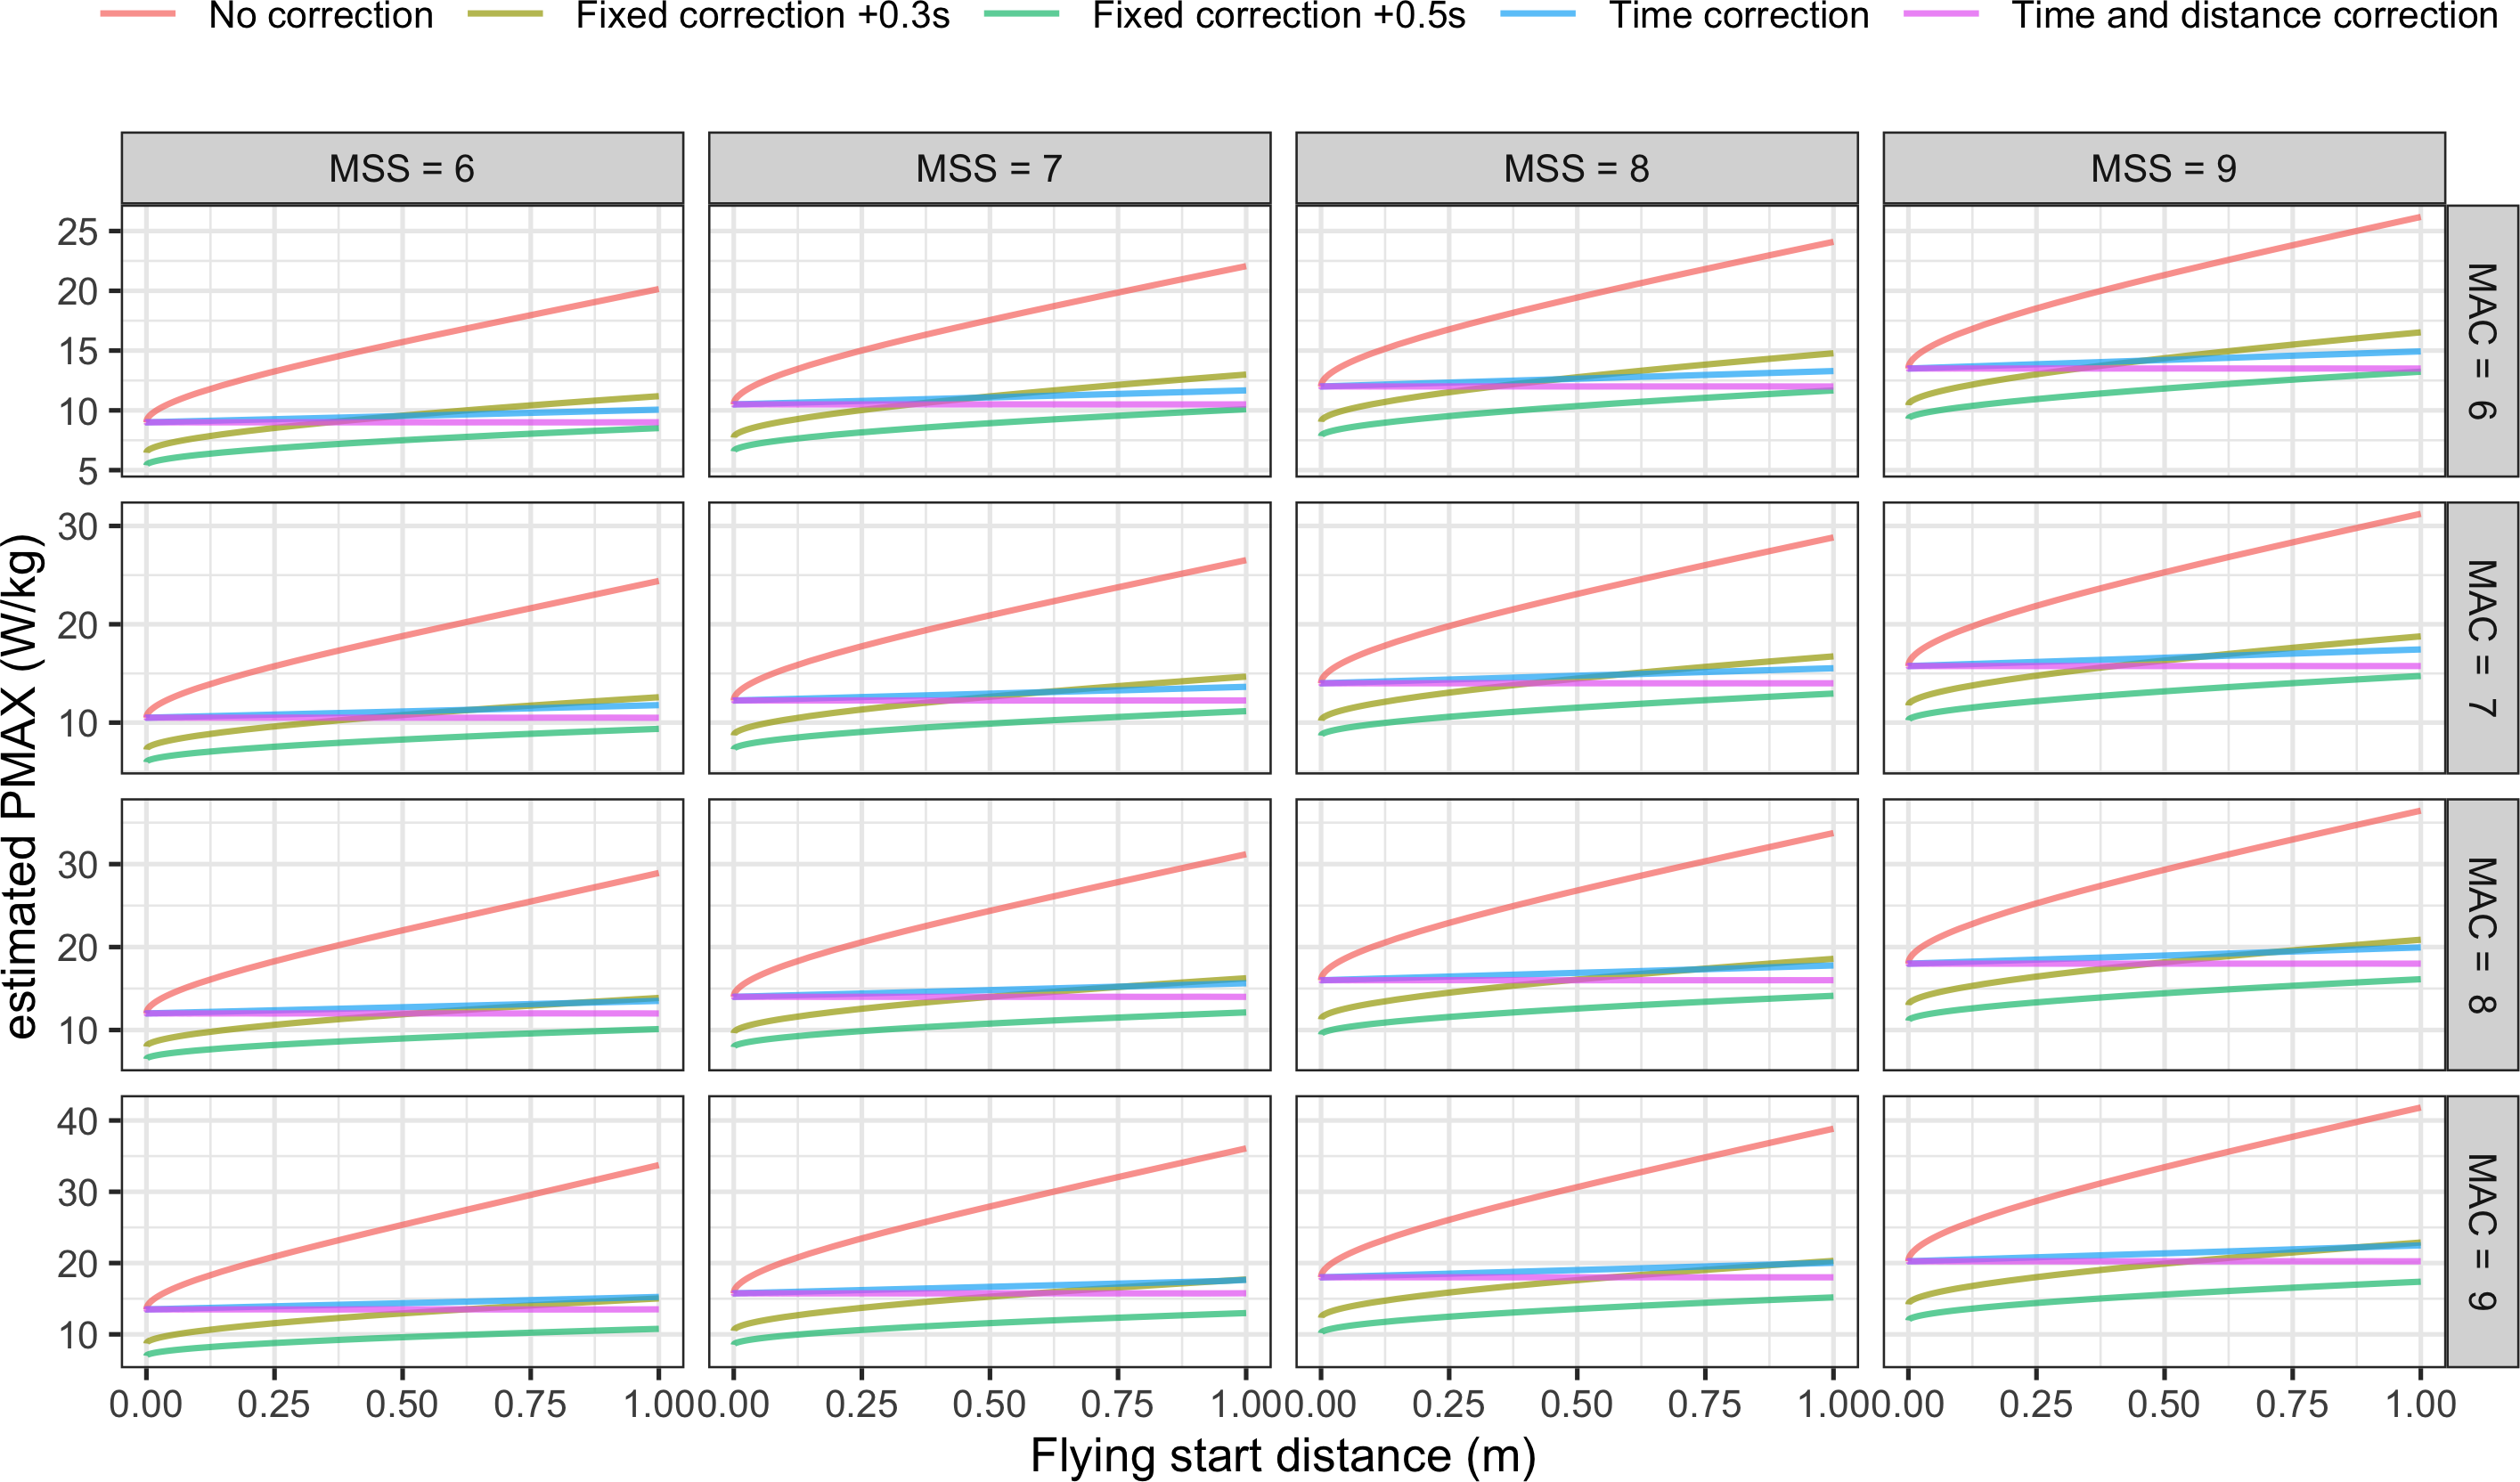 No correction Fixed correction +0.3s Fixed correction +0.5s Time correction Time and distance correction
MSS = 6 MSS = 7 MSS = 8 MSS = 9
25
20
15
10
5
MAC = 6
30
20
10
MAC = 7
estimated PMAX (W/kg)
30
20
10
MAC = 8
40
30
20
10
MAC = 9
0.00 0.25 0.50 0.75 1.00 0.00 0.25 0.50 0.75 1.00 0.00 0.25 0.50 0.75 1.00 0.00 0.25 0.50 0.75 1.00
Flying start distance (m)